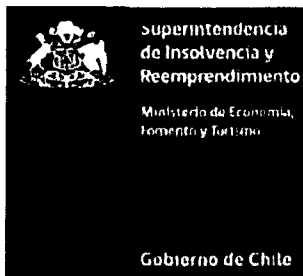 Superintendencia
de Insolvencia y
Reemprendimiento
Ministerio de Economía,
Fomento y Turismo
Gobierno de Chile